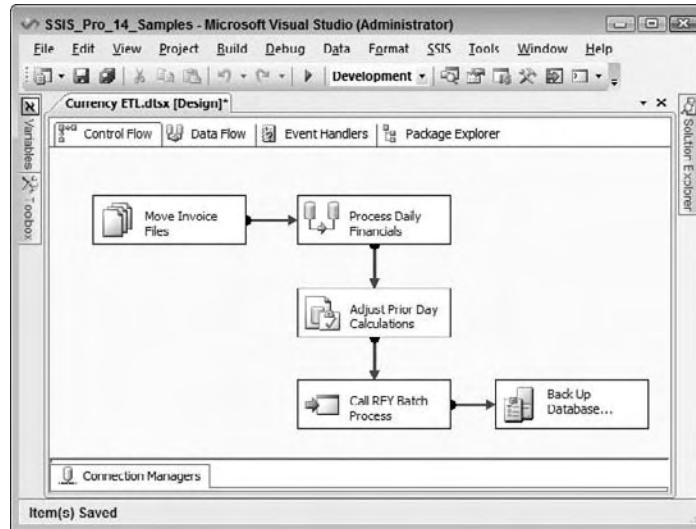 SSIS_Pro_14_Samples - Microsoft Visual Studio (Administrator)
File Edit View Project Build Debug Data Format SSIS Tools Window Help
Development
Currency ETL.dtsx [Design]*
Control Flow Data Flow Event Handlers Package Explorer
Variables
Toolbox
Solution Explorer
Move Invoice
Files
Process Daily
Financials
Adjust Prior Day
Calculations
Call REY Batch
Process
Back Up
Database...
Connection Managers
Item(s) Saved